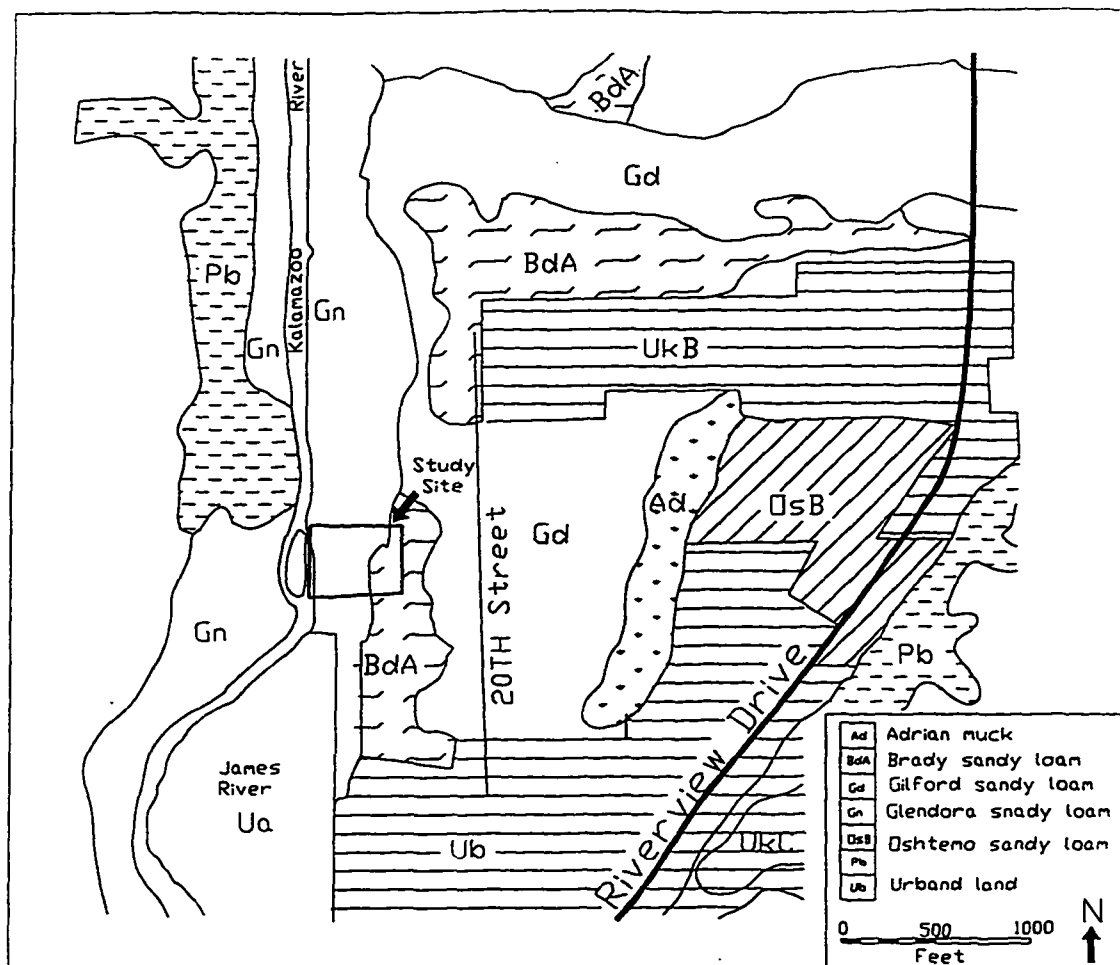 BdA
River
Gd
Pb
BdA
Kalamazoo
Gn
Gn
UkB
Study
Site
Ad
OsB
Gd
20TH Street
Gn
BdA
Pb
Riverview Drive
James
River
Ua
Ub
UkC
Ad Adrian muck
BdA Brady sandy loam
Gd Gilford sandy loam
Gn Glendora snady loam
OsB Oshtemo sandy loam
Pb
Ub Urband land
0 500 1000
Feet
N